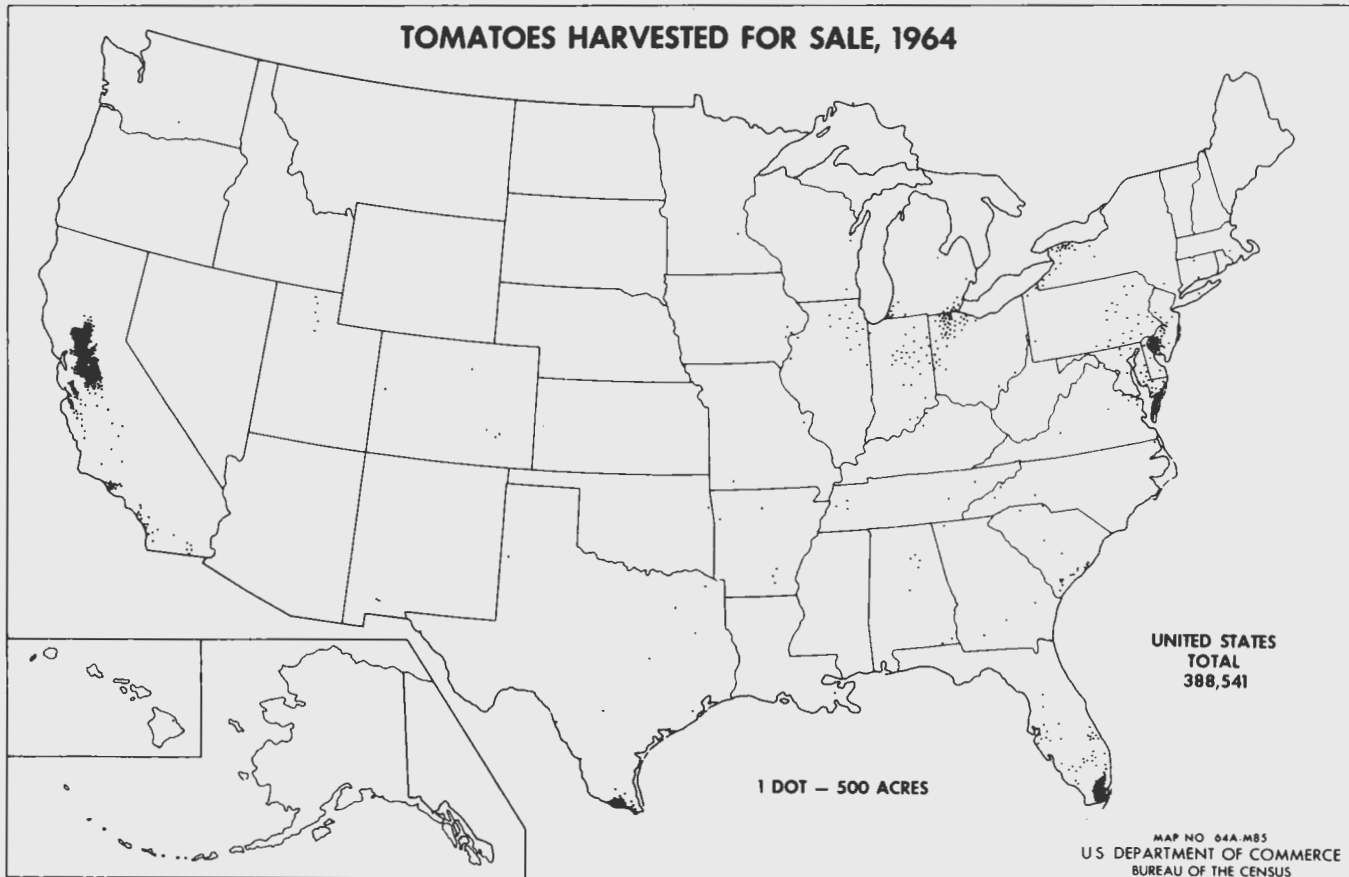 TOMATOES HARVESTED FOR SALE, 1964
UNITED STATES
TOTAL
388,541
1 DOT — 500 ACRES
MAP NO 64A-M85
U S DEPARTMENT OF COMMERCE
BUREAU OF THE CENSUS